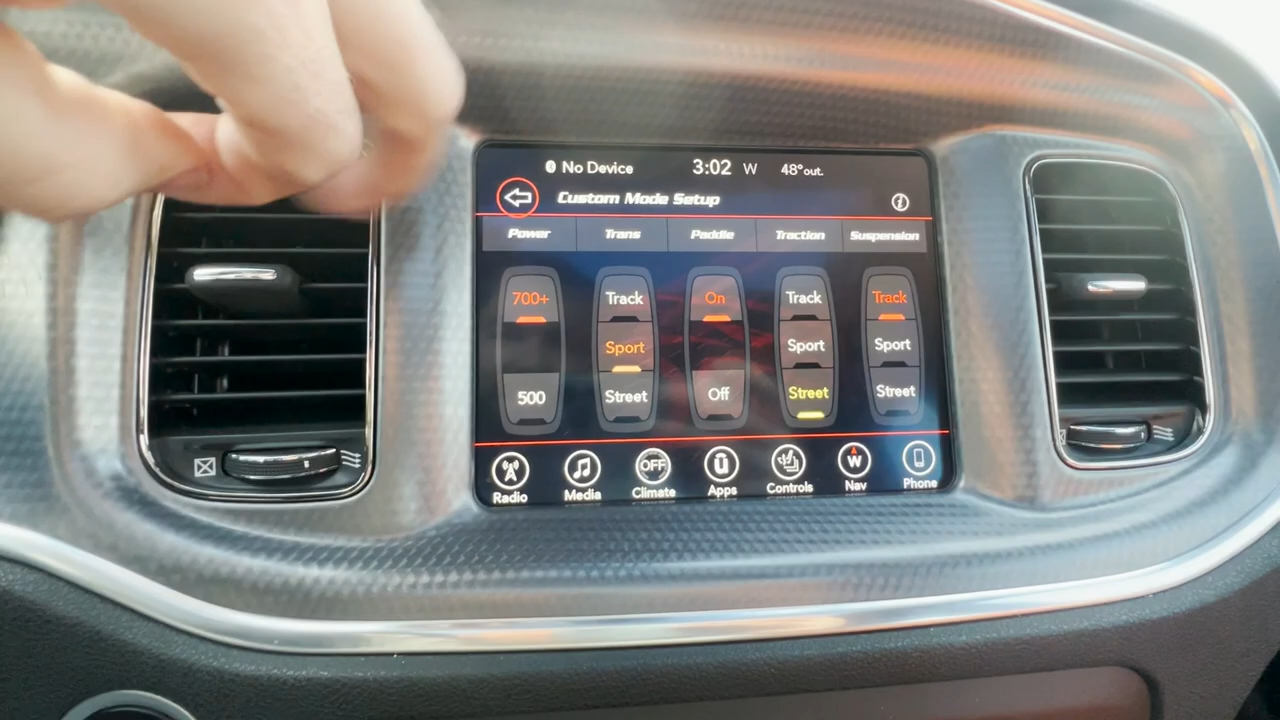 No Device 3:02 W 48°out.
Custom Mode Setup i
Power Trans Paddle Traction Suspension
700+ Track On Track Track
Sport Sport Sport
500 Street Off Street Street
OFF W
Radio Media Climate Apps Controls Nav Phone